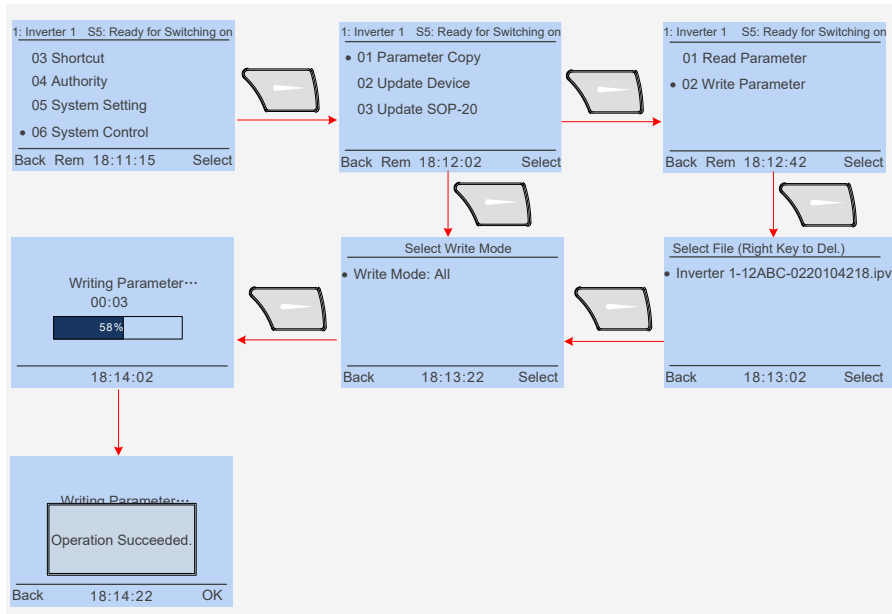 1: Inverter 1 S5: Ready for Switching on
03 Shortcut
04 Authority
05 System Setting
• 06 System Control
Back Rem 18:11:15 Select
1: Inverter 1 S5: Ready for Switching on
• 01 Parameter Copy
02 Update Device
03 Update SOP-20
Back Rem 18:12:02 Select
1: Inverter 1 S5: Ready for Switching on
01 Read Parameter
• 02 Write Parameter
Back Rem 18:12:42 Select
Select File (Right Key to Del.)
• Inverter 1-12ABC-0220104218.ipv
Back 18:13:02 Select
Select Write Mode
• Write Mode: All
Back 18:13:22 Select
Writing Parameter···
00:03
58%
18:14:02
Writing Parameter···
Operation Succeeded.
Back 18:14:22 OK